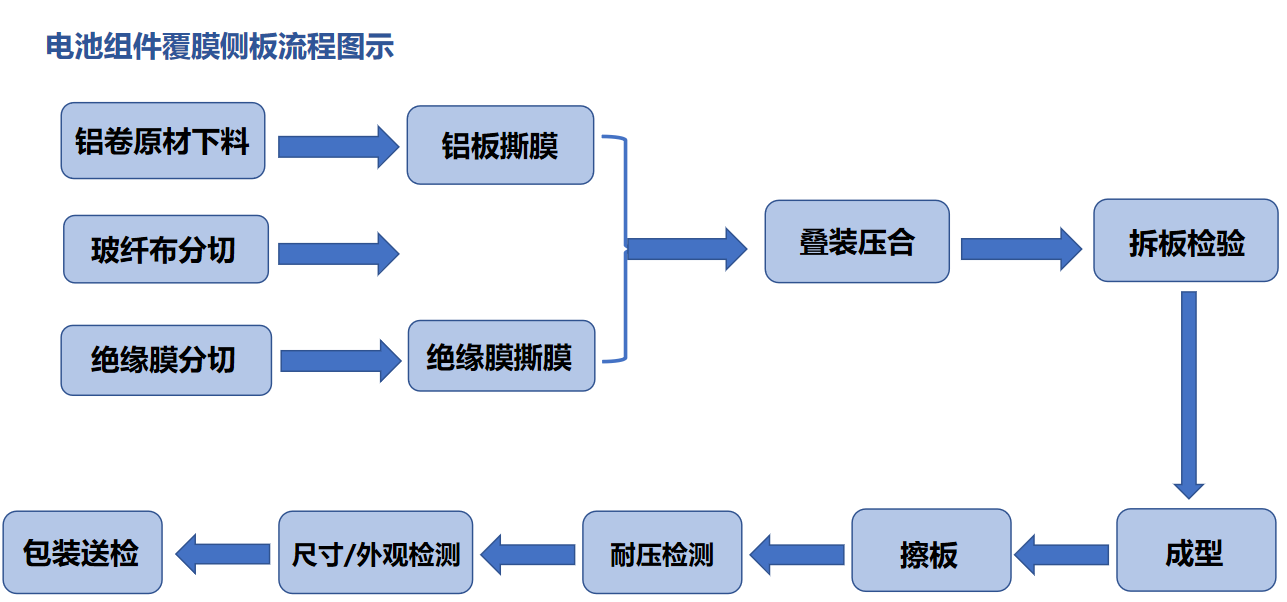 电池组件覆膜侧板流程图示
铝卷原材下料
铝板撕膜
玻纤布分切
叠装压合
拆板检验
绝缘膜分切
绝缘膜撕膜
包装送检
尺寸/外观检测
耐压检测
擦板
成型